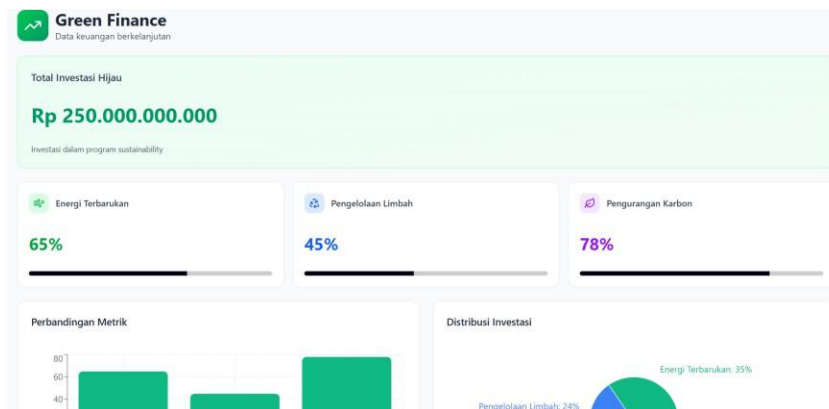 Green Finance
Data keuangan berkelanjutan
Total Investasi Hijau
Rp 250.000.000.000
Investasi dalam program sustainability
Energi Terbarukan
65%
Pengelolaan Limbah
45%
Pengurangan Karbon
78%
Perbandingan Metrik
80
60
40
Distribusi Investasi
Energi Terbarukan: 35%
Pengelolaan Limbah: 24%